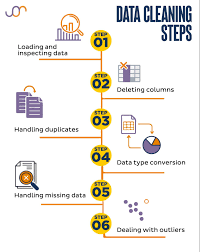 DATA CLEANING
STEPS
STEP
01
Loading and
inspecting data
STEP
02
Deleting columns
STEP
03
Handling duplicates
STEP
04
Data type conversion
STEP
05
Handling missing data
STEP
06
Dealing with outliers